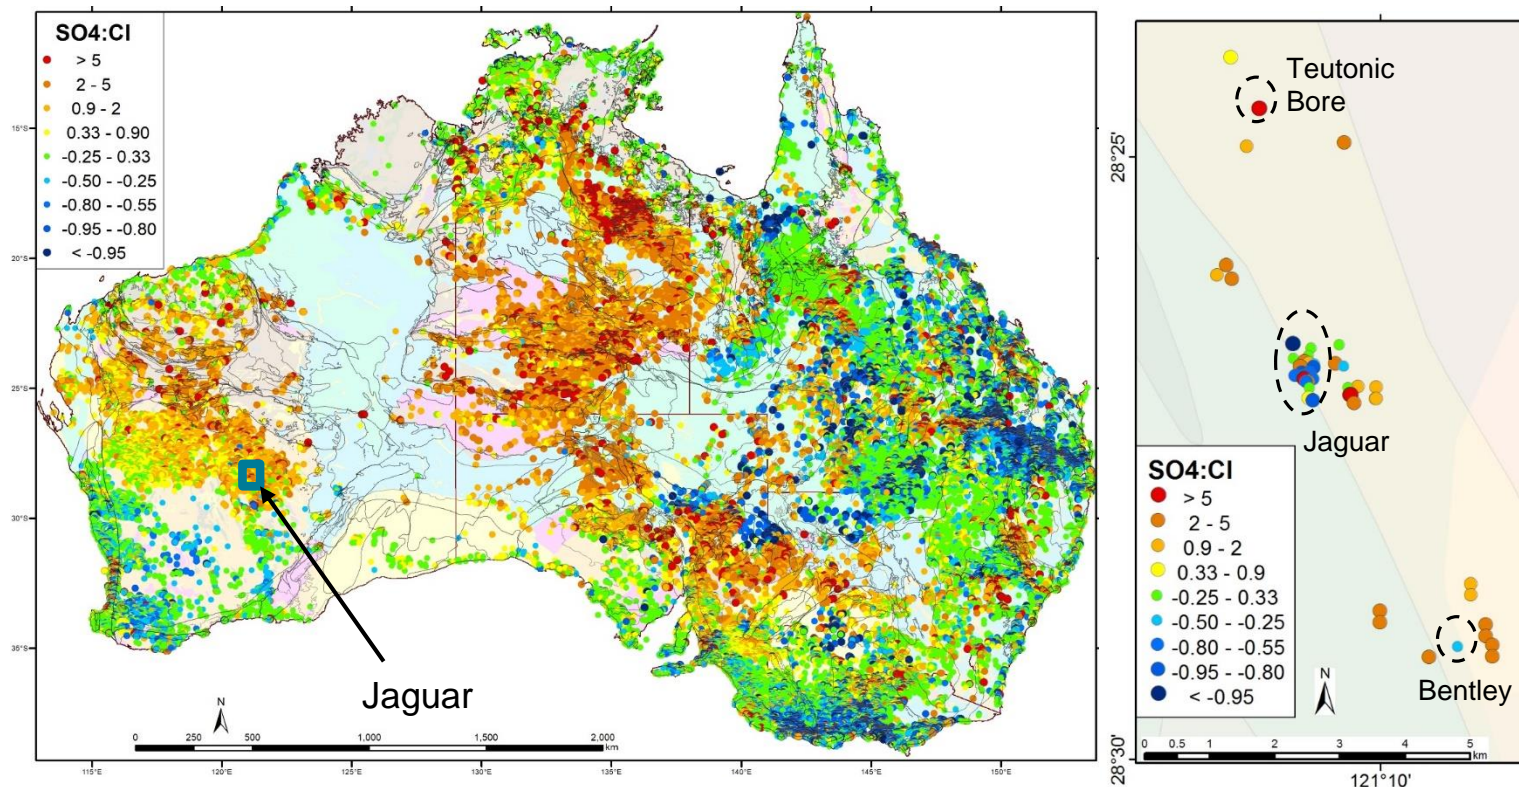 SO4:Cl
> 5
2 - 5
0.9 - 2
0.33 - 0.90
-0.25 - 0.33
-0.50 - -0.25
-0.80 - -0.55
-0.95 - -0.80
< -0.95
15°S
20°S
25°S
30°S
35°S
Jaguar
N
0 250 500 1,000 1,500 2,000
km
115°E 120°E 125°E 130°E 135°E 140°E 145°E 150°E
Teutonic
Bore
28°25'
Jaguar
SO4:Cl
> 5
2 - 5
0.9 - 2
0.33 - 0.9
-0.25 - 0.33
-0.50 - -0.25
-0.80 - -0.55
-0.95 - -0.80
< -0.95
N
Bentley
0 0.5 1 2 3 4 5
km
28°30'
121°10'